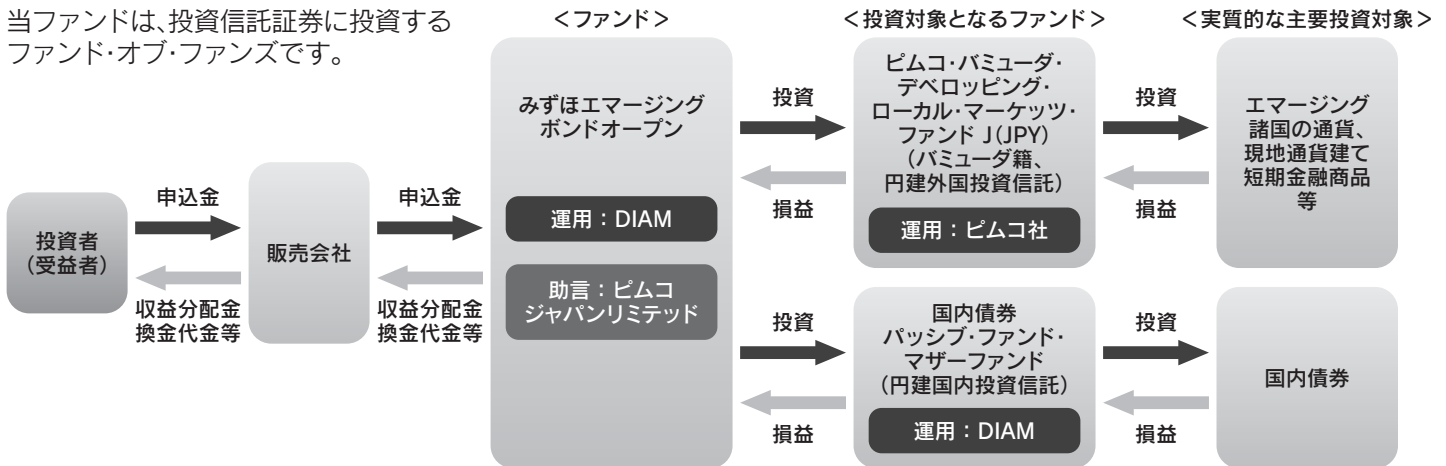 当ファンドは、投資信託証券に投資する
ファンド・オブ・ファンズです。
<ファンド>
<投資対象となるファンド>
<実質的な主要投資対象>
投資者
(受益者)
申込金
収益分配金
換金代金等
販売会社
申込金
収益分配金
換金代金等
みずほエマージング
ボンドオープン
運用:DIAM
助言:ピムコ
ジャパンリミテッド
投資
損益
ピムコ・バミューダ・
デベロッピング・
ローカル・マーケッツ・
ファンド J(JPY)
(バミューダ籍、
円建外国投資信託)
運用:ピムコ社
投資
損益
エマージング
諸国の通貨、
現地通貨建て
短期金融商品
等
投資
損益
国内債券
パッシブ・ファンド・
マザーファンド
(円建国内投資信託)
運用:DIAM
投資
損益
国内債券